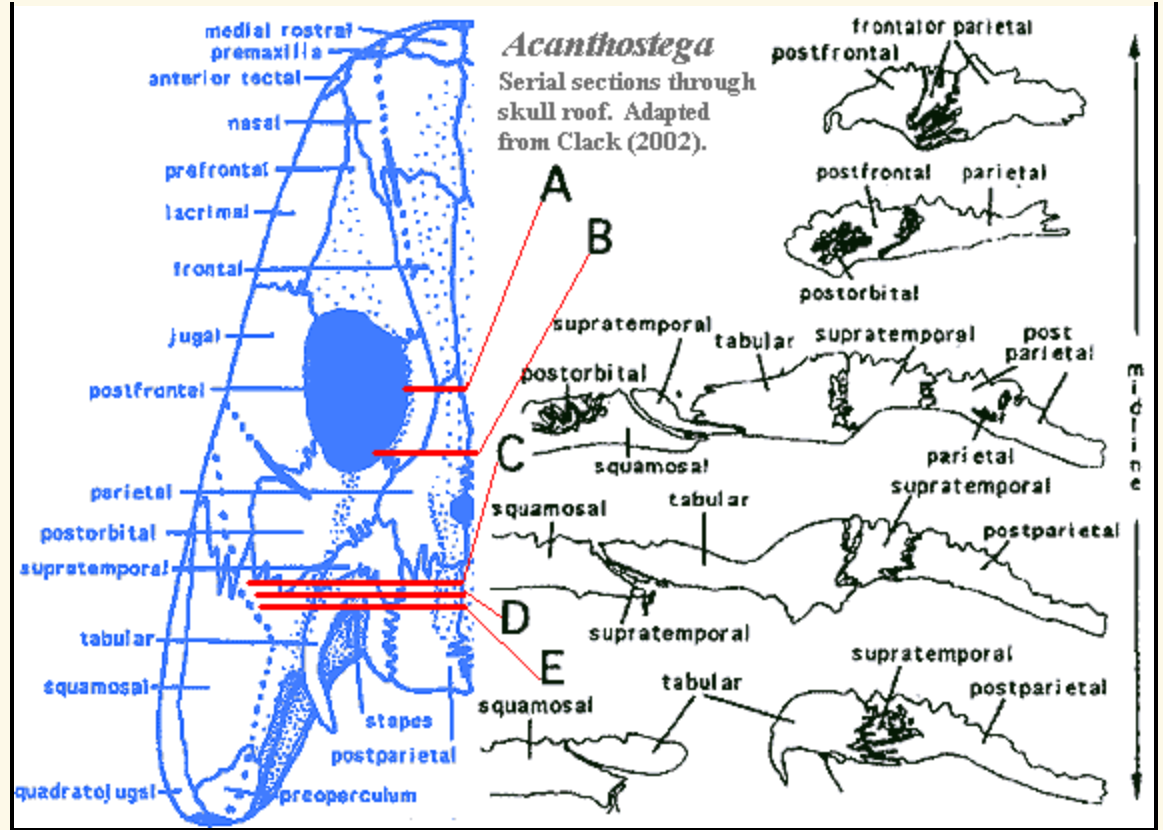 medial rostral
premaxilla
anterior tectal
nasal
prefrontal
lacrimal
frontal
jugal
postfrontal
parietal
postorbital
supratemporal
tabular
squamosal
quadratojugal
preoperculum
stapes
postparietal
Acanthostega
Serial sections through
skull roof. Adapted
from Clack (2002).
A
B
C
D
E
frontal or parietal
postfrontal
postfrontal parietal
postorbital
supratemporal
tabular
supratemporal
post
parietal
postorbital
squamosal
parietal
squamosal
tabular
supratemporal
postparietal
supratemporal
squamosal
tabular
supratemporal
postparietal
midline